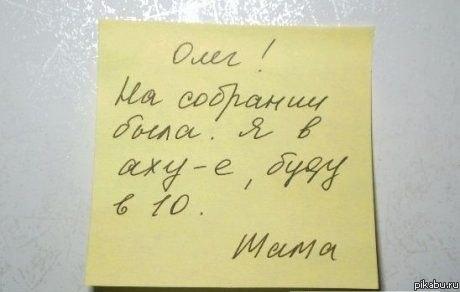 Олег!
На собрании
была. Я в
аху-е, буду
в 10.
Мама
pikabu.ru